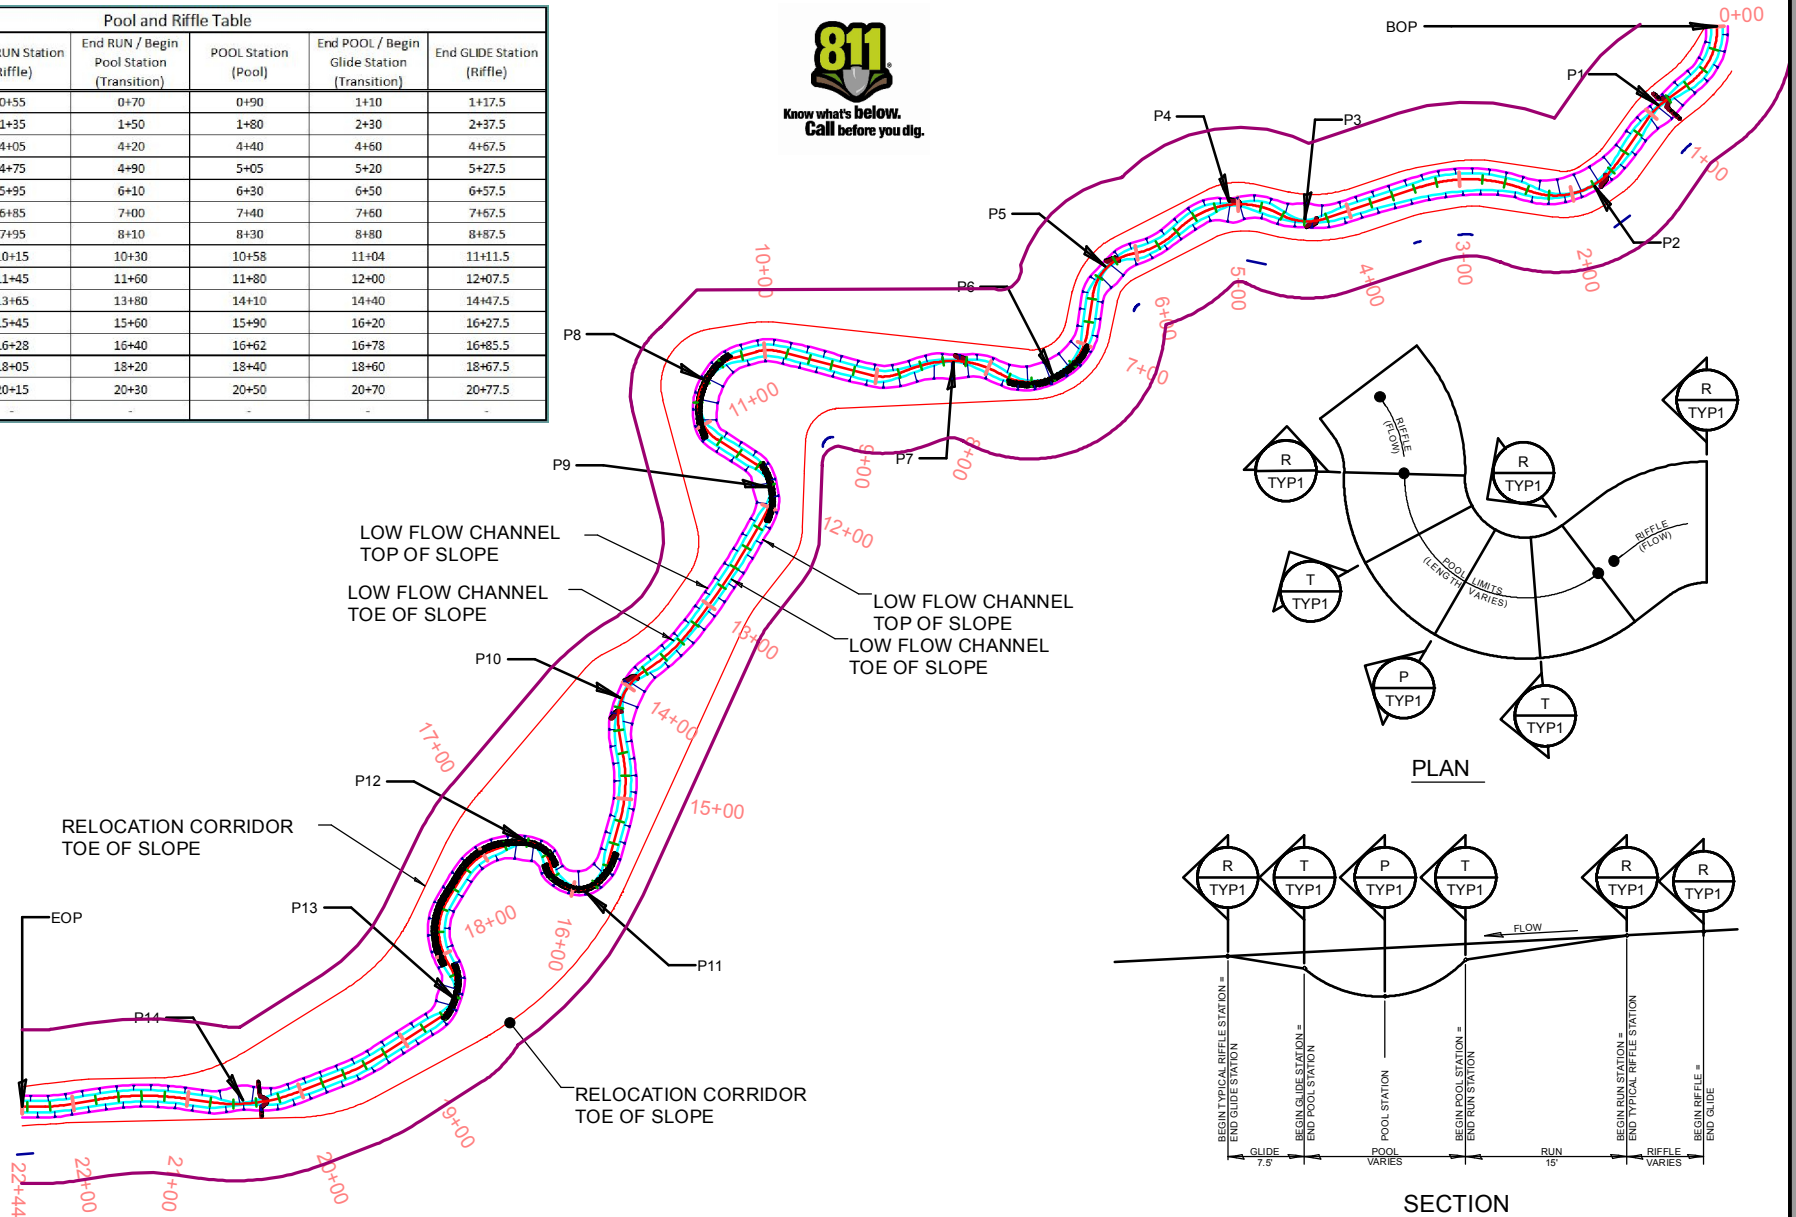 Pool and Riffle Table
RUN Station (Riffle) | End RUN / Begin Pool Station (Transition) | POOL Station (Pool) | End POOL / Begin Glide Station (Transition) | End GLIDE Station (Riffle)
0+55 0+70 0+90 1+10 1+17.5
1+35 1+50 1+80 2+30 2+37.5
4+05 4+20 4+40 4+60 4+67.5
4+75 4+90 5+05 5+20 5+27.5
5+95 6+10 6+30 6+50 6+57.5
6+85 7+00 7+40 7+60 7+67.5
7+95 8+10 8+30 8+80 8+87.5
0+15 10+30 10+58 11+04 11+11.5
1+45 11+60 11+80 12+00 12+07.5
3+65 13+80 14+10 14+40 14+47.5
5+45 15+60 15+90 16+20 16+27.5
6+28 16+40 16+62 16+78 16+85.5
8+05 18+20 18+40 18+60 18+67.5
20+15 20+30 20+50 20+70 20+77.5
- - - - -
811
Know what's below.
Call before you dig.
BOP
0+00
P1
1+00
P2
2+00
3+00
P3
4+00
P4
5+00
P5
6+00
P6
7+00
P7
8+00
9+00
10+00
P8
11+00
P9
12+00
LOW FLOW CHANNEL
TOP OF SLOPE
LOW FLOW CHANNEL
TOE OF SLOPE
LOW FLOW CHANNEL
TOP OF SLOPE
LOW FLOW CHANNEL
TOE OF SLOPE
13+00
P10
14+00
15+00
P11
16+00
P12
17+00
RELOCATION CORRIDOR
TOE OF SLOPE
18+00
P13
EOP
P14
19+00
RELOCATION CORRIDOR
TOE OF SLOPE
20+00
21+00
22+00
22+44
R
TYP1
R
TYP1
R
TYP1
T
TYP1
P
TYP1
T
TYP1
RIFFLE
(FLOW)
RIFFLE
(FLOW)
POOL LIMITS
(LENGTH VARIES)
PLAN
R
TYP1
T
TYP1
P
TYP1
T
TYP1
R
TYP1
R
TYP1
FLOW
BEGIN TYPICAL RIFFLE STATION =
END GLIDE STATION
BEGIN GLIDE STATION =
END POOL STATION
POOL STATION
BEGIN POOL STATION =
END RUN STATION
BEGIN RUN STATION =
END TYPICAL RIFFLE STATION
BEGIN RIFFLE =
END GLIDE
GLIDE
7.5'
POOL
VARIES
RUN
15'
RIFFLE
VARIES
SECTION